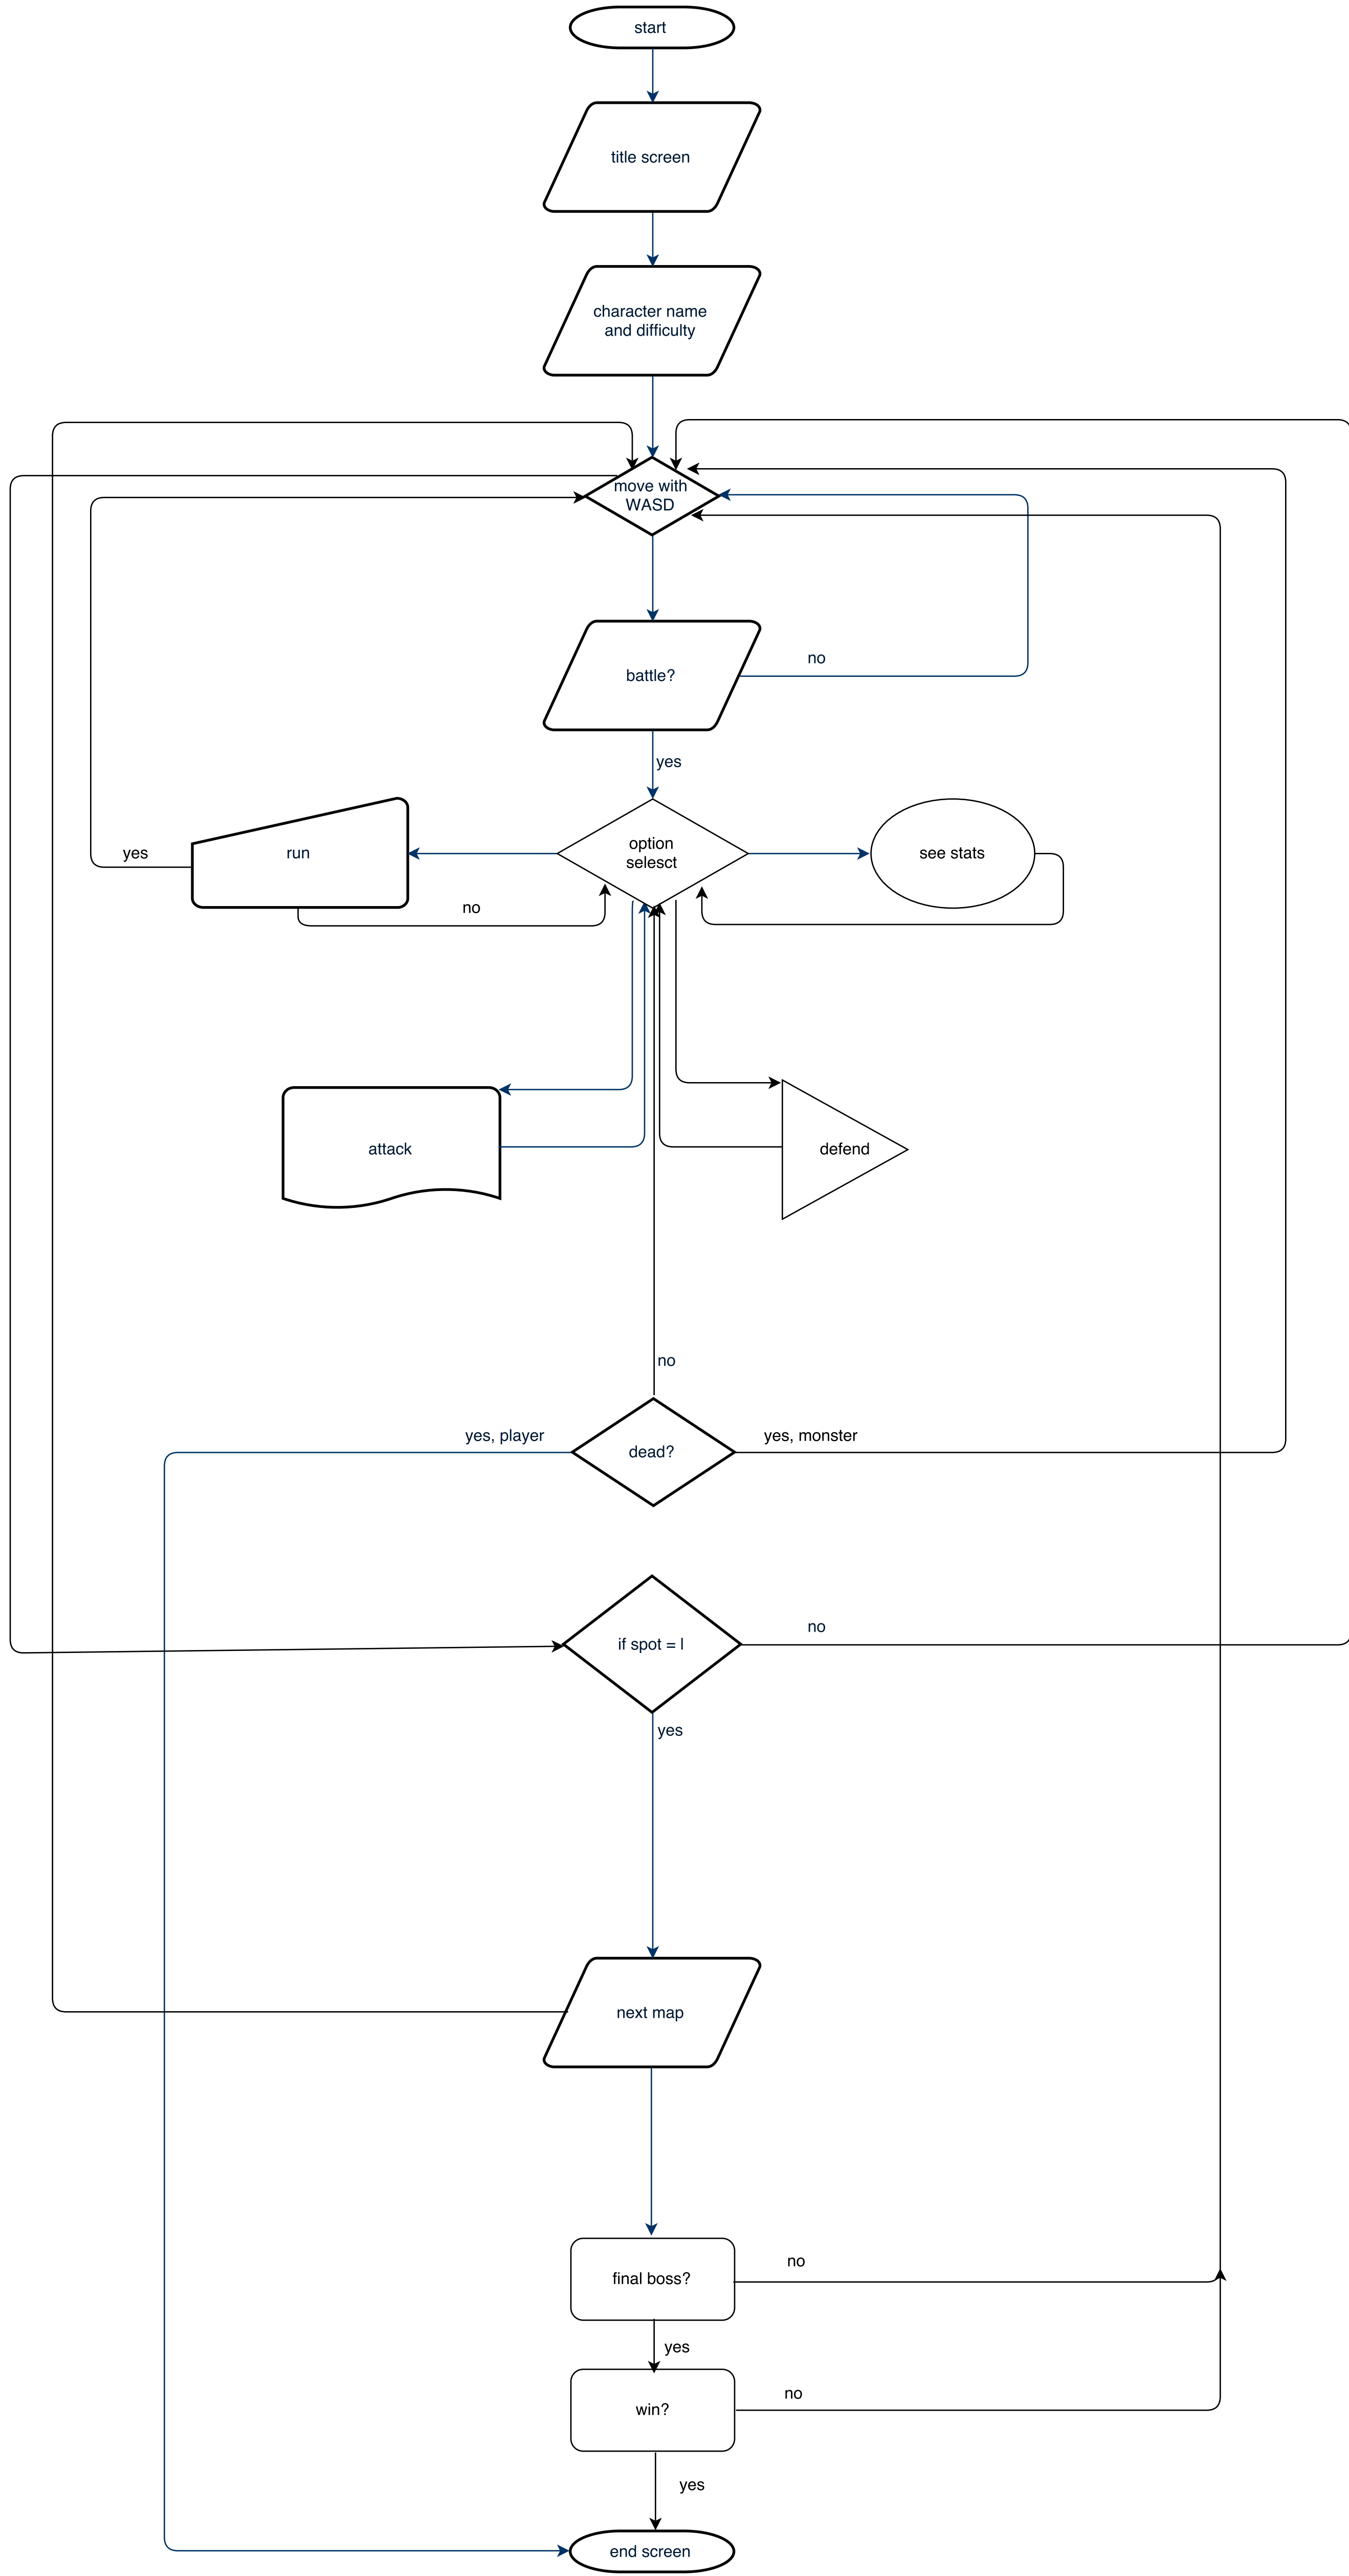 start
title screen
character name
and difficulty
move with
WASD
battle?
no
yes
option
selesct
run
see stats
yes
no
attack
defend
no
dead?
yes, player
yes, monster
if spot = l
no
yes
next map
final boss?
no
yes
win?
no
yes
end screen